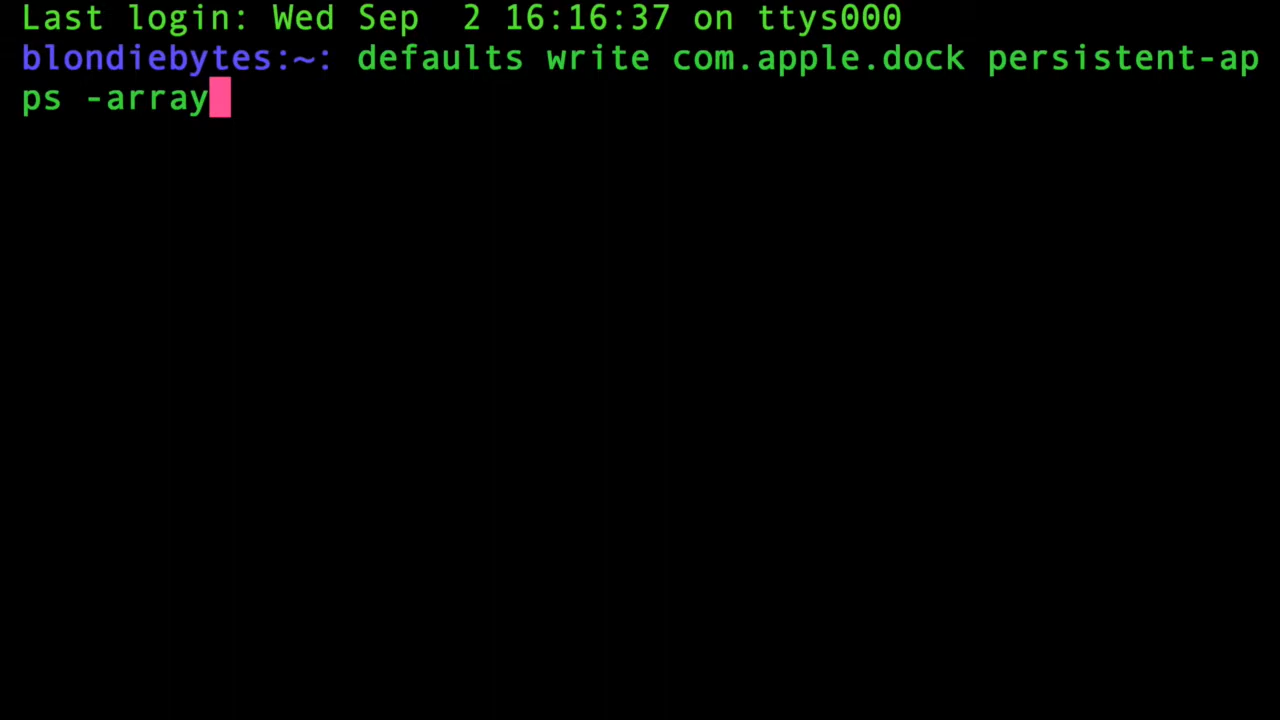 Last login: Wed Sep  2 16:16:37 on ttys000
blondiebytes:~: defaults write com.apple.dock persistent-ap
ps -array